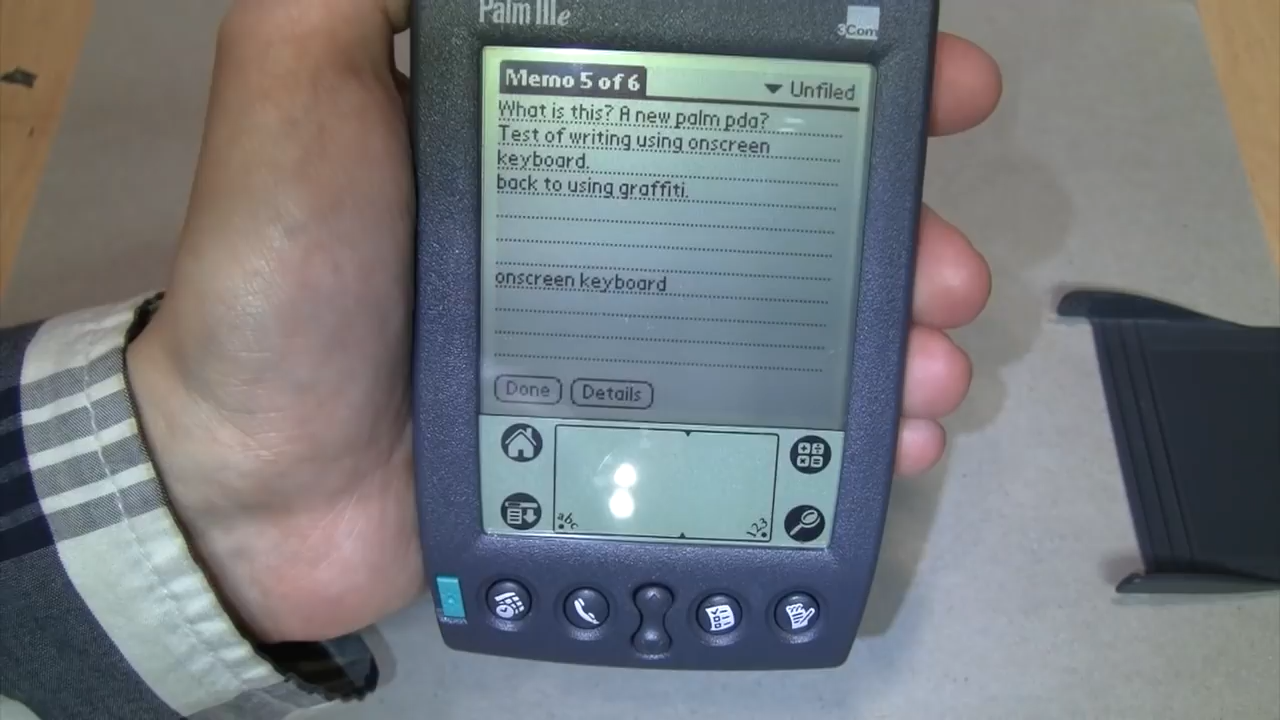 Palm IIIe
3Com
Memo 5 of 6
Unfiled
What is this? A new palm pda?
Test of writing using onscreen
keyboard.
back to using graffiti.
onscreen keyboard
Done
Details
abc
123